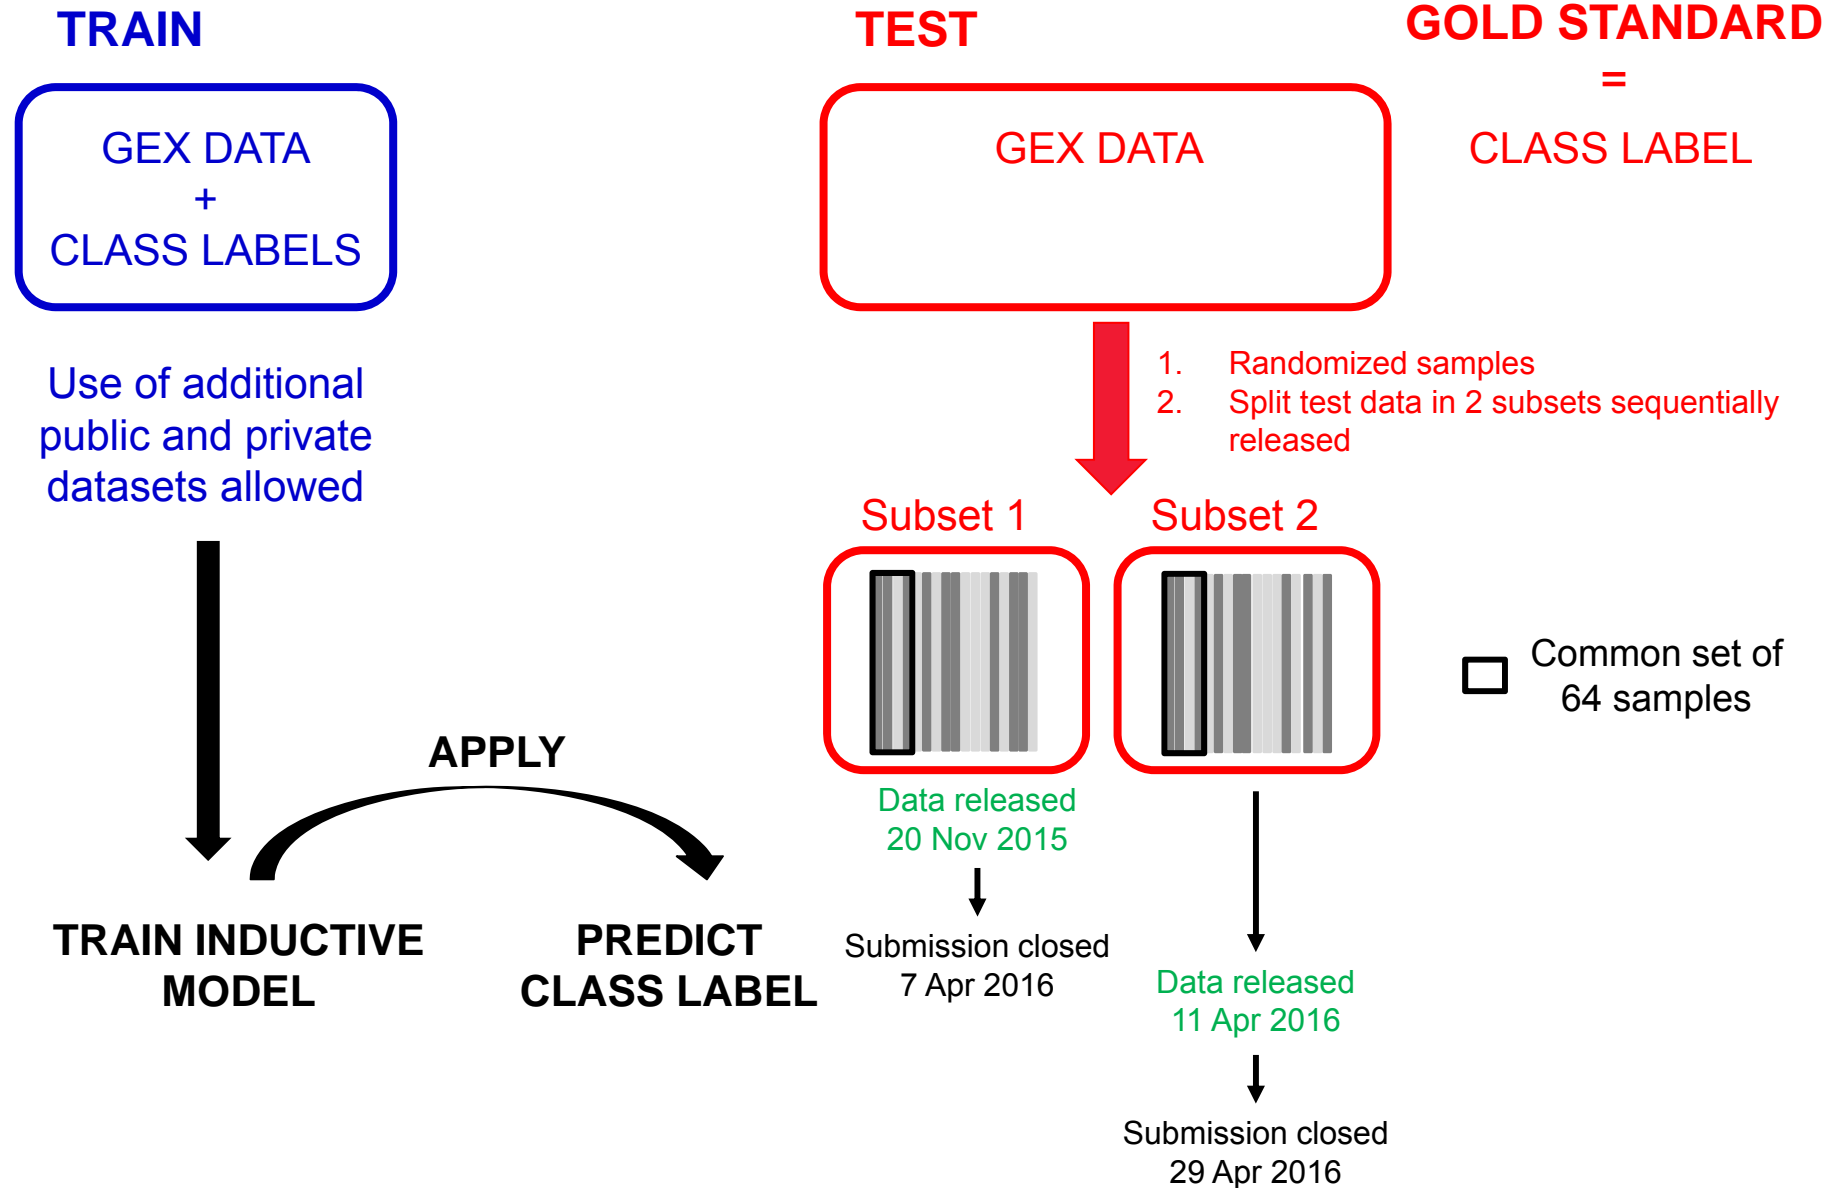 TRAIN
GEX DATA
+
CLASS LABELS
Use of additional
public and private
datasets allowed
APPLY
TRAIN INDUCTIVE
MODEL
PREDICT
CLASS LABEL
TEST
GEX DATA
GOLD STANDARD
=
CLASS LABEL
1. Randomized samples
2. Split test data in 2 subsets sequentially
released
Subset 1
Subset 2
Common set of
64 samples
Data released
20 Nov 2015
Submission closed
7 Apr 2016
Data released
11 Apr 2016
Submission closed
29 Apr 2016